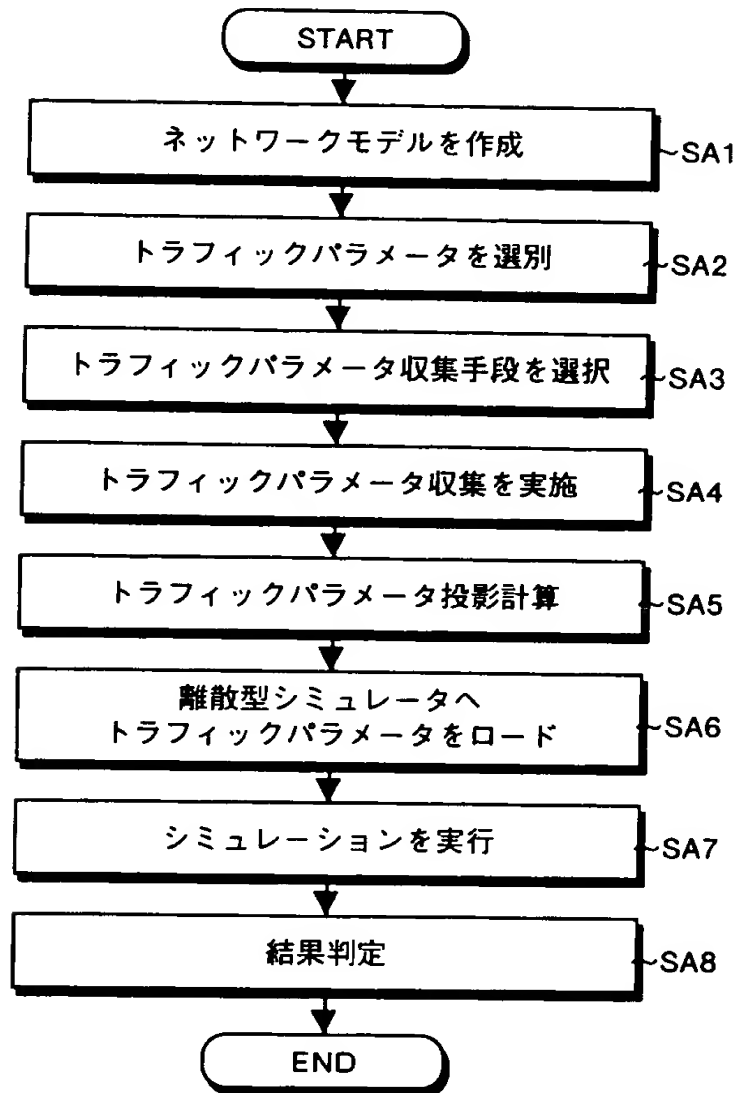 START
ネットワークモデルを作成
SA1
トラフィックパラメータを選別
SA2
トラフィックパラメータ収集手段を選択
SA3
トラフィックパラメータ収集を実施
SA4
トラフィックパラメータ投影計算
SA5
離散型シミュレータへ
トラフィックパラメータをロード
SA6
シミュレーションを実行
SA7
結果判定
SA8
END